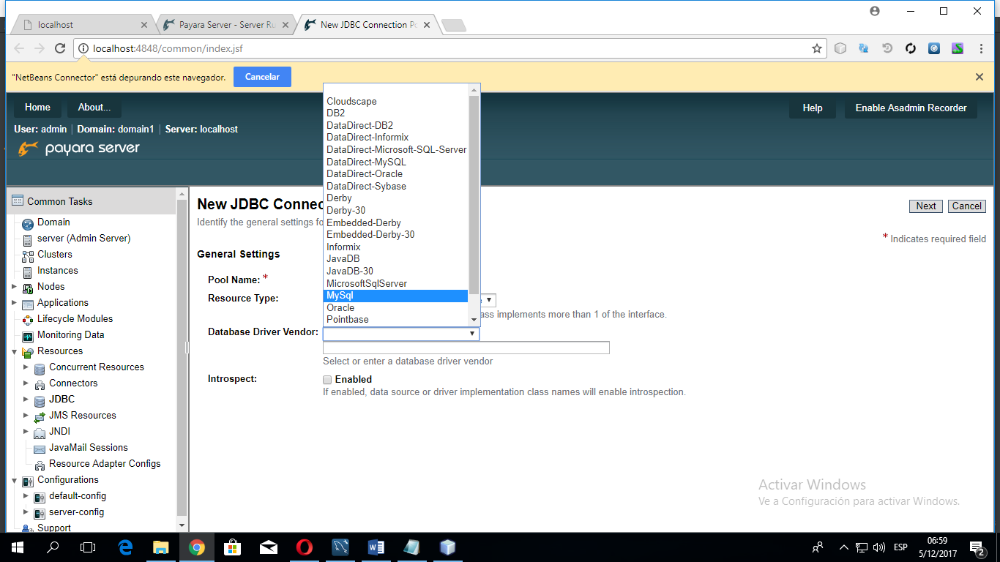 localhost
Payara Server - Server Ru
New JDBC Connection Po
localhost:4848/common/index.jsf
"NetBeans Connector" está depurando este navegador.
Cancelar
Home
About...
Help
Enable Asadmin Recorder
User: admin
Domain: domain1
Server: localhost
payara server
Common Tasks
Domain
server (Admin Server)
Clusters
Instances
Nodes
Applications
Lifecycle Modules
Monitoring Data
Resources
Concurrent Resources
Connectors
JDBC
JMS Resources
JNDI
JavaMail Sessions
Resource Adapter Configs
Configurations
default-config
server-config
Support
New JDBC Connec
Next
Cancel
Identify the general settings fo
* Indicates required field
General Settings
Pool Name: *
Resource Type:
ass implements more than 1 of the interface.
Database Driver Vendor:
Cloudscape
DB2
DataDirect-DB2
DataDirect-Informix
DataDirect-Microsoft-SQL-Server
DataDirect-MySQL
DataDirect-Oracle
DataDirect-Sybase
Derby
Derby-30
Embedded-Derby
Embedded-Derby-30
Informix
JavaDB
JavaDB-30
MicrosoftSqlServer
MySql
Oracle
Pointbase
Select or enter a database driver vendor
Introspect:
Enabled
If enabled, data source or driver implementation class names will enable introspection.
Activar Windows
Ve a Configuración para activar Windows.
ESP
06:59
5/12/2017
2